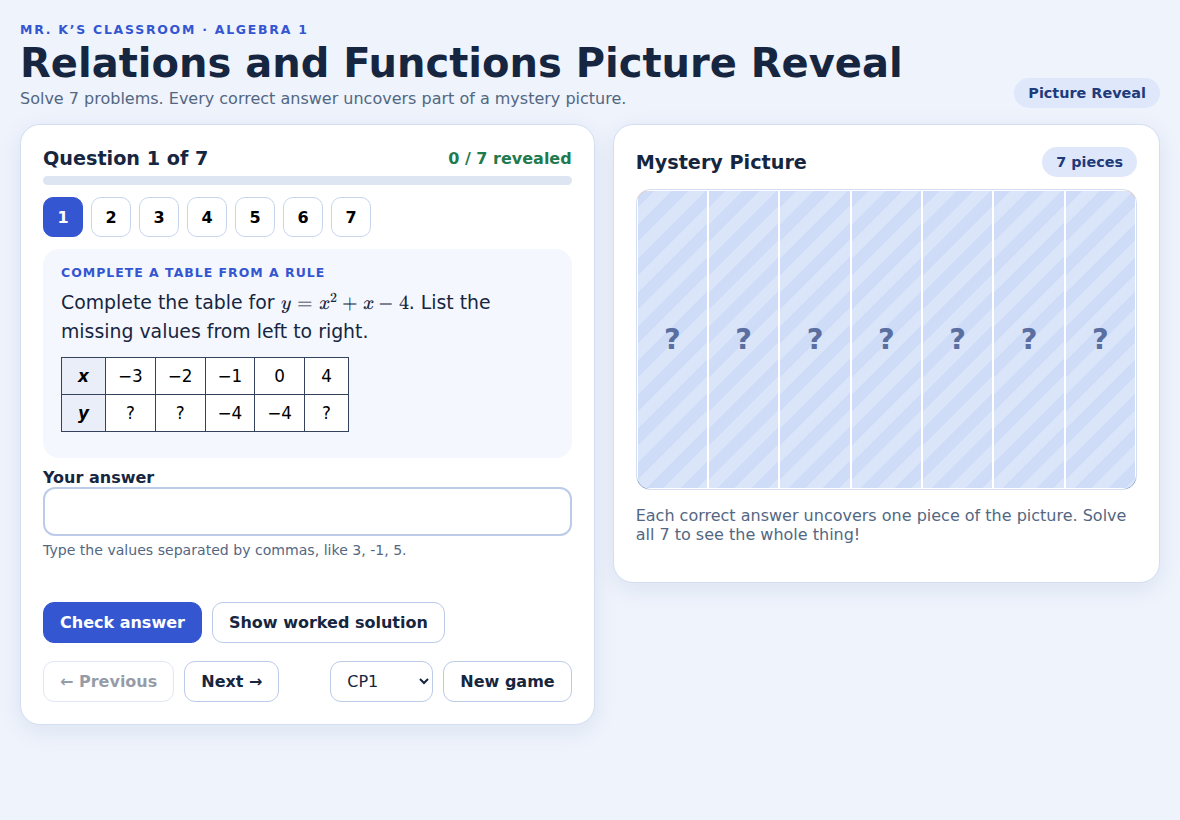 MR. K’S CLASSROOM · ALGEBRA 1
Relations and Functions Picture Reveal
Solve 7 problems. Every correct answer uncovers part of a mystery picture.
Picture Reveal
Question 1 of 7
0 / 7 revealed
1 2 3 4 5 6 7
COMPLETE A TABLE FROM A RULE
Complete the table for y = x² + x − 4. List the
missing values from left to right.
x −3 −2 −1 0 4
y ? ? −4 −4 ?
Your answer
Type the values separated by commas, like 3, -1, 5.
Check answer
Show worked solution
← Previous
Next →
CP1
New game
Mystery Picture
7 pieces
? ? ? ? ? ? ?
Each correct answer uncovers one piece of the picture. Solve
all 7 to see the whole thing!